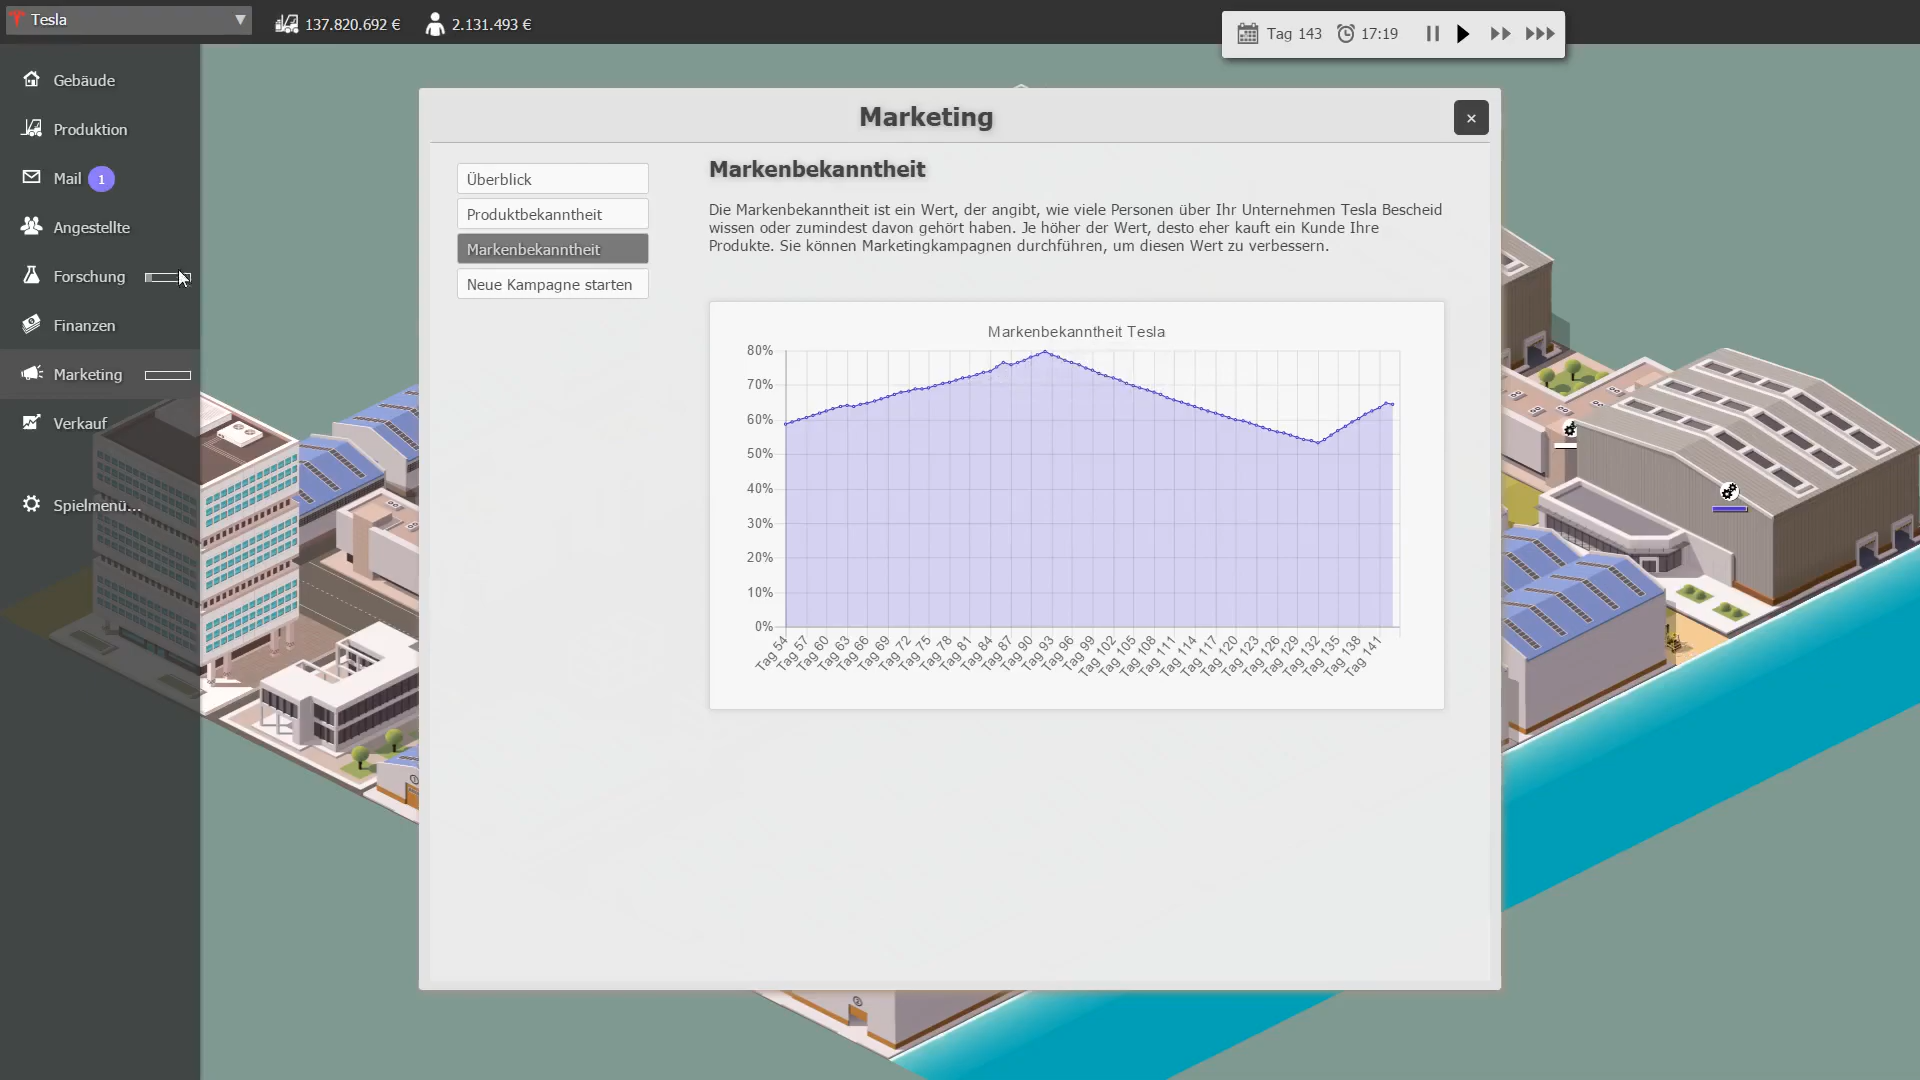 Tesla
137.820.692 €
2.131.493 €
Tag 143
17:19
Gebäude
Produktion
Mail 1
Angestellte
Forschung
Finanzen
Marketing
Verkauf
Spielmenü...
Marketing
×
Überblick
Produktbekanntheit
Markenbekanntheit
Neue Kampagne starten
Markenbekanntheit
Die Markenbekanntheit ist ein Wert, der angibt, wie viele Personen über Ihr Unternehmen Tesla Bescheid
wissen oder zumindest davon gehört haben. Je höher der Wert, desto eher kauft ein Kunde Ihre
Produkte. Sie können Marketingkampagnen durchführen, um diesen Wert zu verbessern.
Markenbekanntheit Tesla
80%
70%
60%
50%
40%
30%
20%
10%
0%
Tag 54
Tag 57
Tag 60
Tag 63
Tag 66
Tag 69
Tag 72
Tag 75
Tag 78
Tag 81
Tag 84
Tag 87
Tag 90
Tag 93
Tag 96
Tag 99
Tag 102
Tag 105
Tag 108
Tag 111
Tag 114
Tag 117
Tag 120
Tag 123
Tag 126
Tag 129
Tag 132
Tag 135
Tag 138
Tag 141